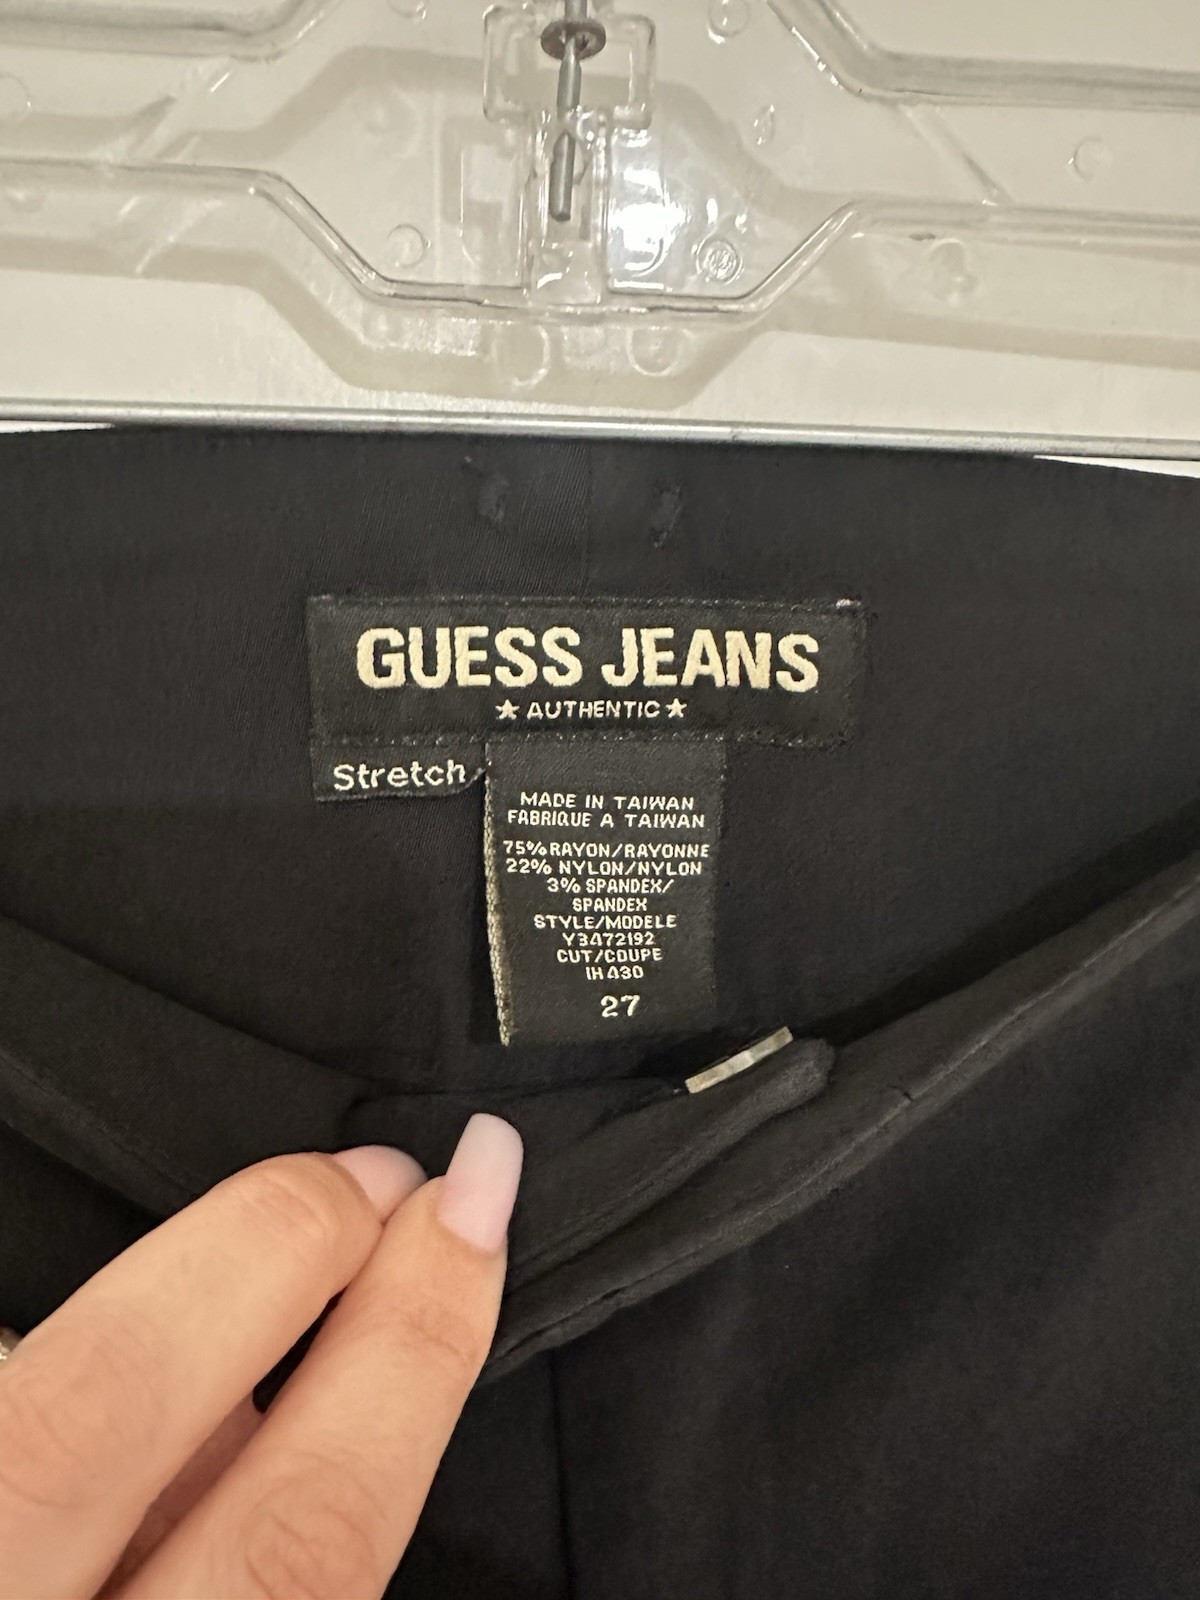 GUESS JEANS
★ AUTHENTIC ★
Stretch
MADE IN TAIWAN
FABRIQUE A TAIWAN
75% RAYON/RAYONNE
22% NYLON/NYLON
3% SPANDEX/
SPANDEX
STYLE/MODELE
Y3472192
CUT/COUPE
IHA30
27